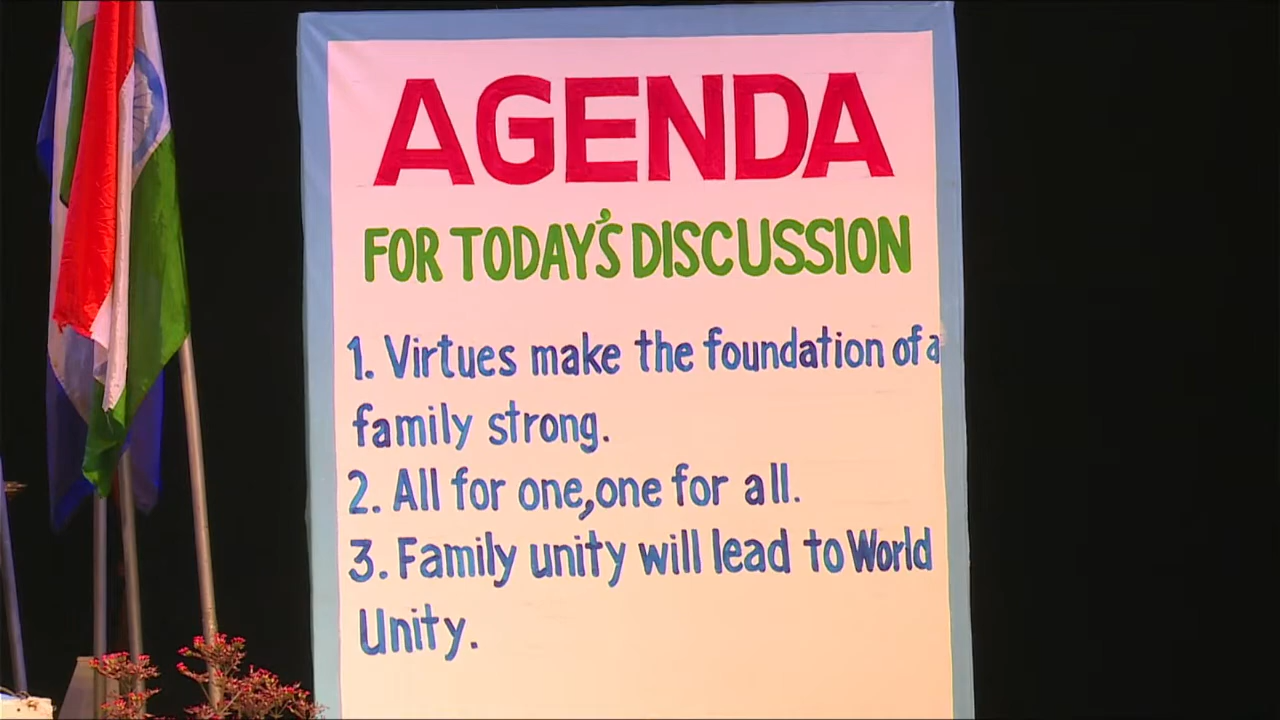 AGENDA
FOR TODAY'S DISCUSSION
1. Virtues make the foundation of a
family strong.
2. All for one,one for all.
3. Family unity will lead to World
Unity.